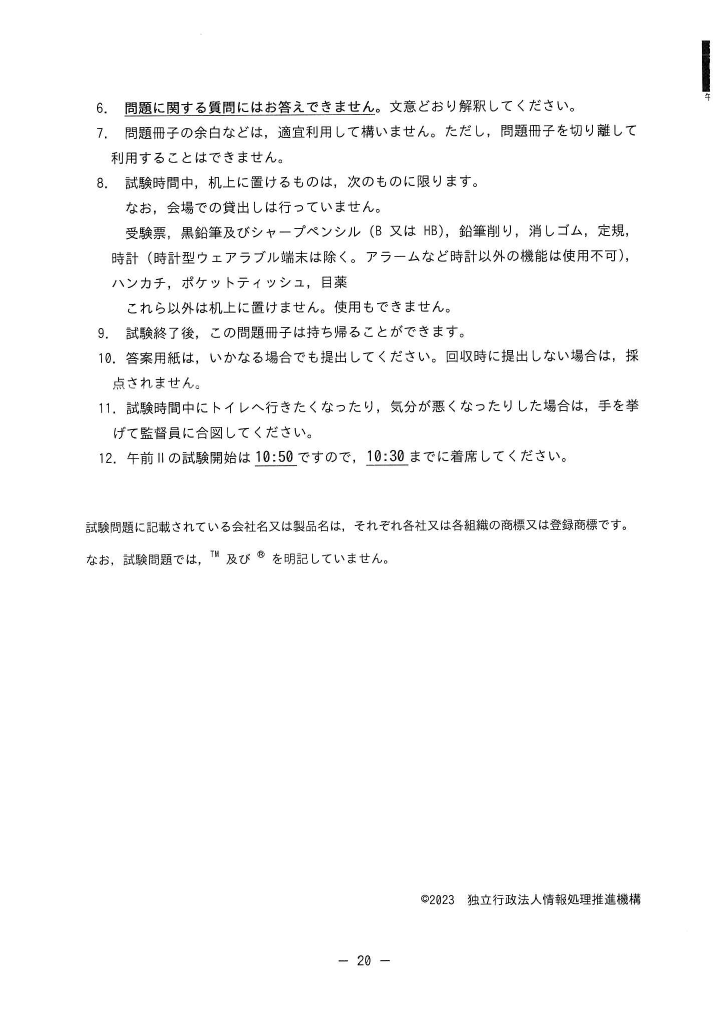 6. 問題に関する質問にはお答えできません。文意どおり解釈してください。
7. 問題冊子の余白などは，適宜利用して構いません。ただし，問題冊子を切り離して
利用することはできません。
8. 試験時間中，机上に置けるものは，次のものに限ります。
なお，会場での貸出しは行っていません。
受験票，黒鉛筆及びシャープペンシル（B 又は HB），鉛筆削り，消しゴム，定規，
時計（時計型ウェアラブル端末は除く。アラームなど時計以外の機能は使用不可），
ハンカチ，ポケットティッシュ，目薬
これら以外は机上に置けません。使用もできません。
9. 試験終了後，この問題冊子は持ち帰ることができます。
10. 答案用紙は，いかなる場合でも提出してください。回収時に提出しない場合は，採
点されません。
11. 試験時間中にトイレへ行きたくなったり，気分が悪くなったりした場合は，手を挙
げて監督員に合図してください。
12. 午前Ⅱの試験開始は 10:50 ですので，10:30 までに着席してください。
試験問題に記載されている会社名又は製品名は，それぞれ各社又は各組織の商標又は登録商標です。
なお，試験問題では，™ 及び ® を明記していません。
©2023 独立行政法人情報処理推進機構
― 20 ―